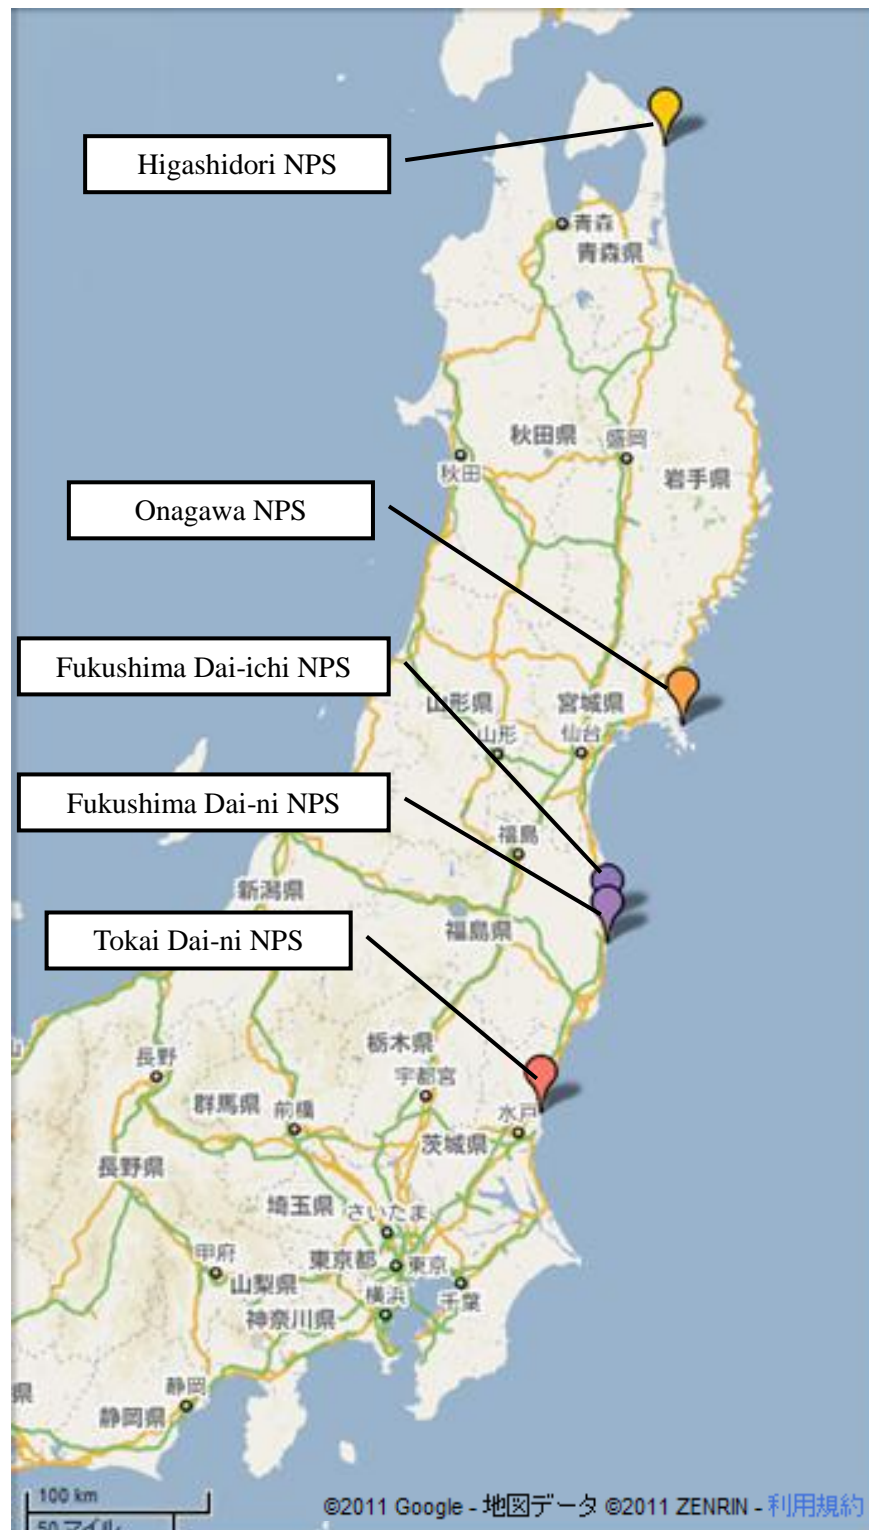 Higashidori NPS
青森
青森県
秋田県
盛岡
秋田
岩手県
Onagawa NPS
Fukushima Dai-ichi NPS
山形県
宮城県
山形
仙台
Fukushima Dai-ni NPS
福島
新潟県
福島県
Tokai Dai-ni NPS
栃木県
長野
宇都宮
群馬県
前橋
水戸
茨城県
長野県
埼玉県
さいたま
東京都
東京
甲府
山梨県
横浜
千葉
神奈川県
静岡
県
静岡県
100 km
50 マイル
©2011 Google - 地図データ ©2011 ZENRIN - 利用規約